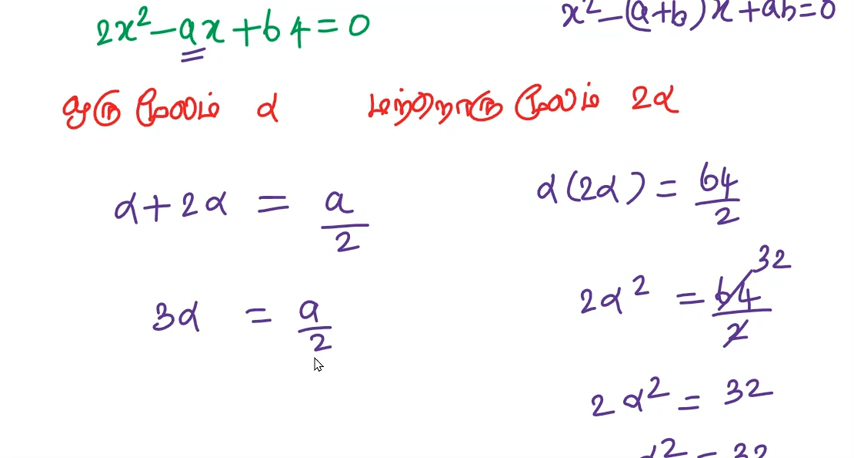 2x² - ax + 64 = 0
x² - (a+b)x + ab = 0
ஒரு மூலம் α
மற்றொரு மூலம் 2α
α + 2α = a/2
α(2α) = 64/2
3α = a/2
2α² = 64/2 32
2α² = 32